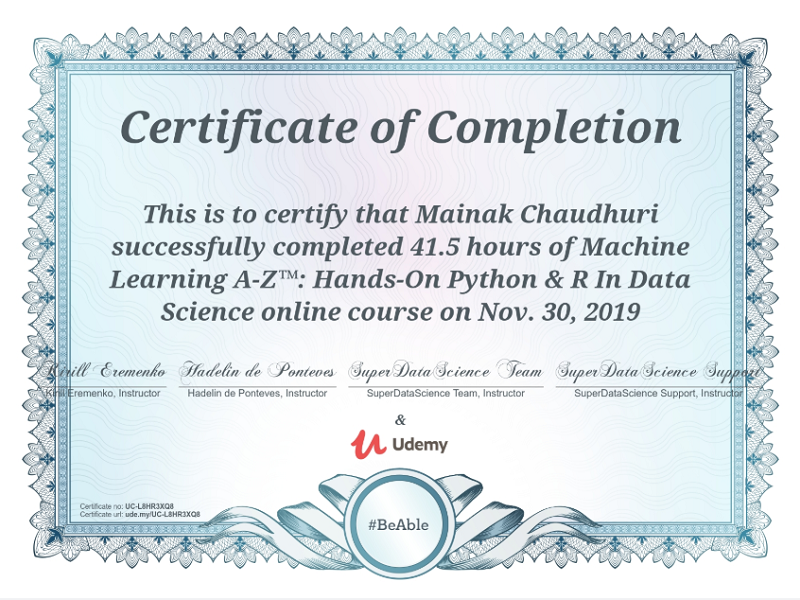 Certificate of Completion
This is to certify that Mainak Chaudhuri
successfully completed 41.5 hours of Machine
Learning A-Z™: Hands-On Python & R In Data
Science online course on Nov. 30, 2019
Kirill Eremenko Hadelin de Ponteves SuperDataScience Team SuperDataScience Support
Kirill Eremenko, Instructor Hadelin de Ponteves, Instructor SuperDataScience Team, Instructor SuperDataScience Support, Instructor
&
Udemy
Certificate no: UC-L8HR3XQ8
Certificate url: ude.my/UC-L8HR3XQ8
#BeAble